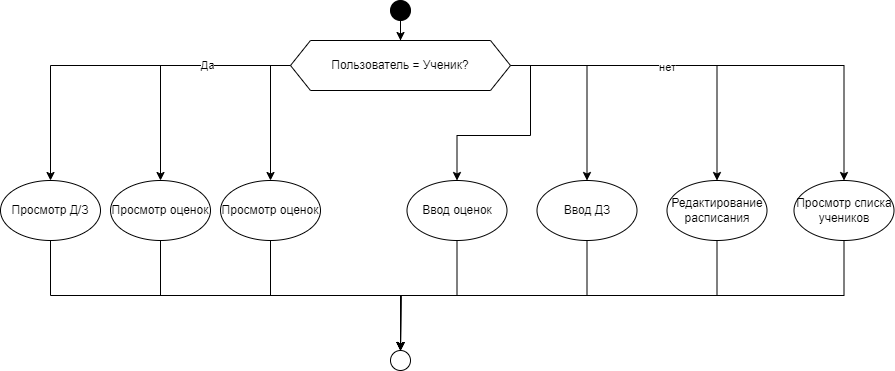 Пользователь = Ученик?
Да
нет
Просмотр Д/З
Просмотр оценок
Просмотр оценок
Ввод оценок
Ввод ДЗ
Редактирование
расписания
Просмотр списка
учеников